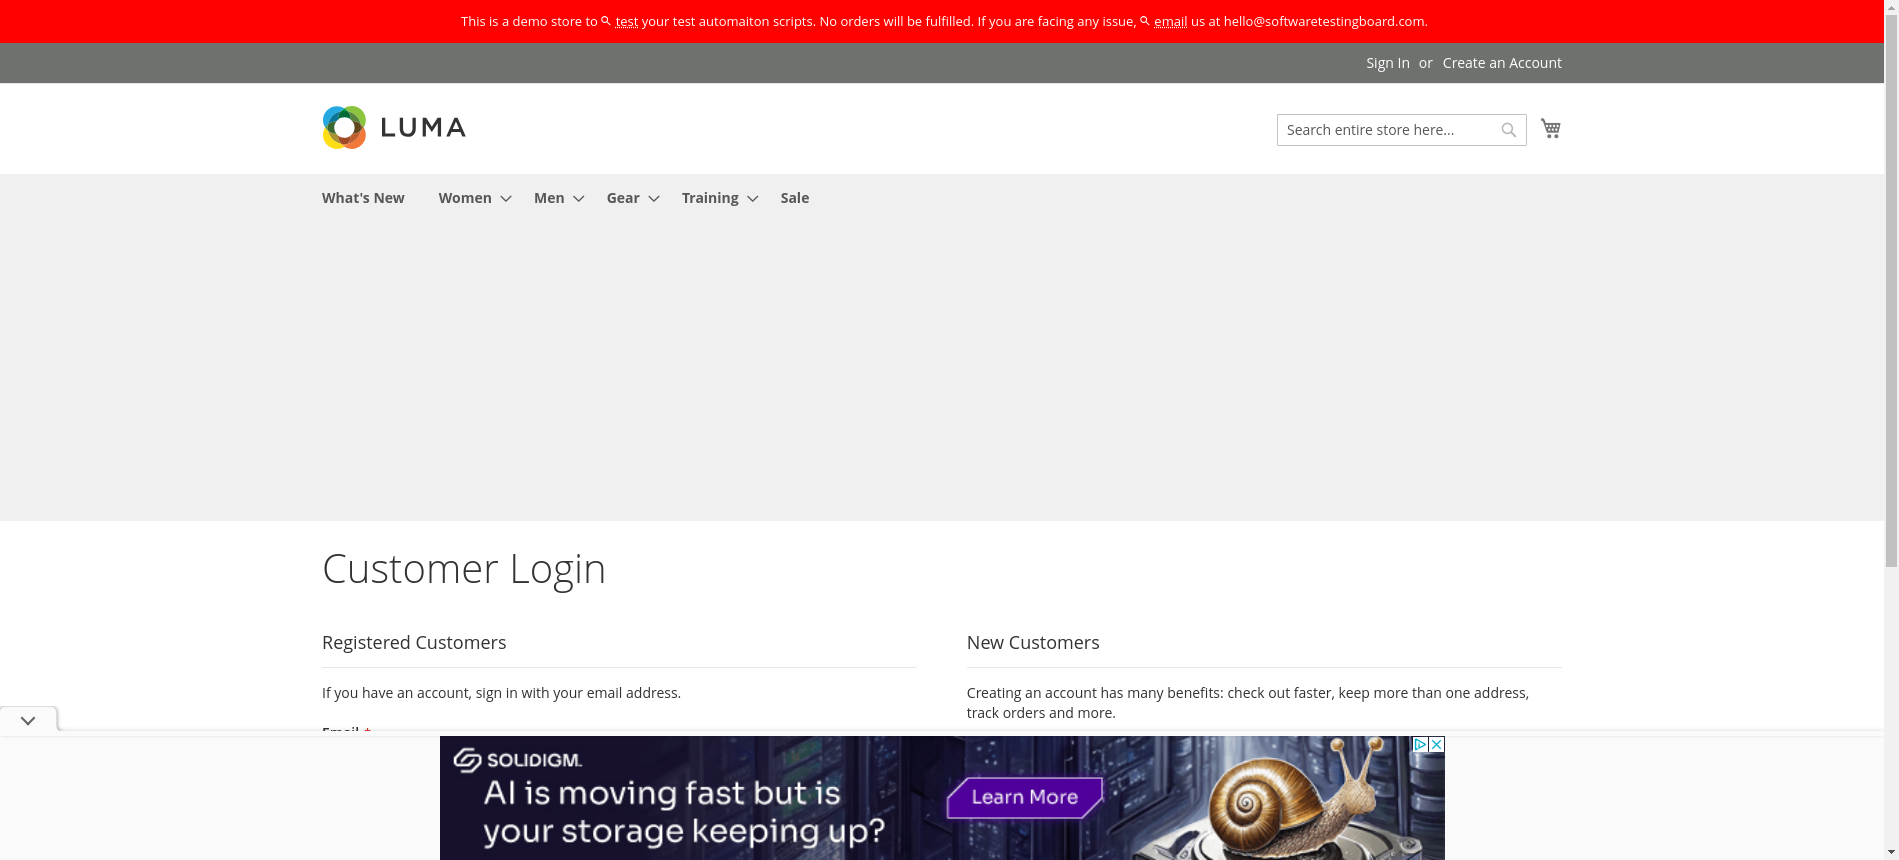 This is a demo store to test your test automaiton scripts. No orders will be fulfilled. If you are facing any issue, email us at hello@softwaretestingboard.com.
Sign In or Create an Account
LUMA
Search entire store here...
What's New Women Men Gear Training Sale
Customer Login
Registered Customers
If you have an account, sign in with your email address.
Email *
New Customers
Creating an account has many benefits: check out faster, keep more than one address,
track orders and more.
SOLIDIGM
AI is moving fast but is
your storage keeping up?
Learn More